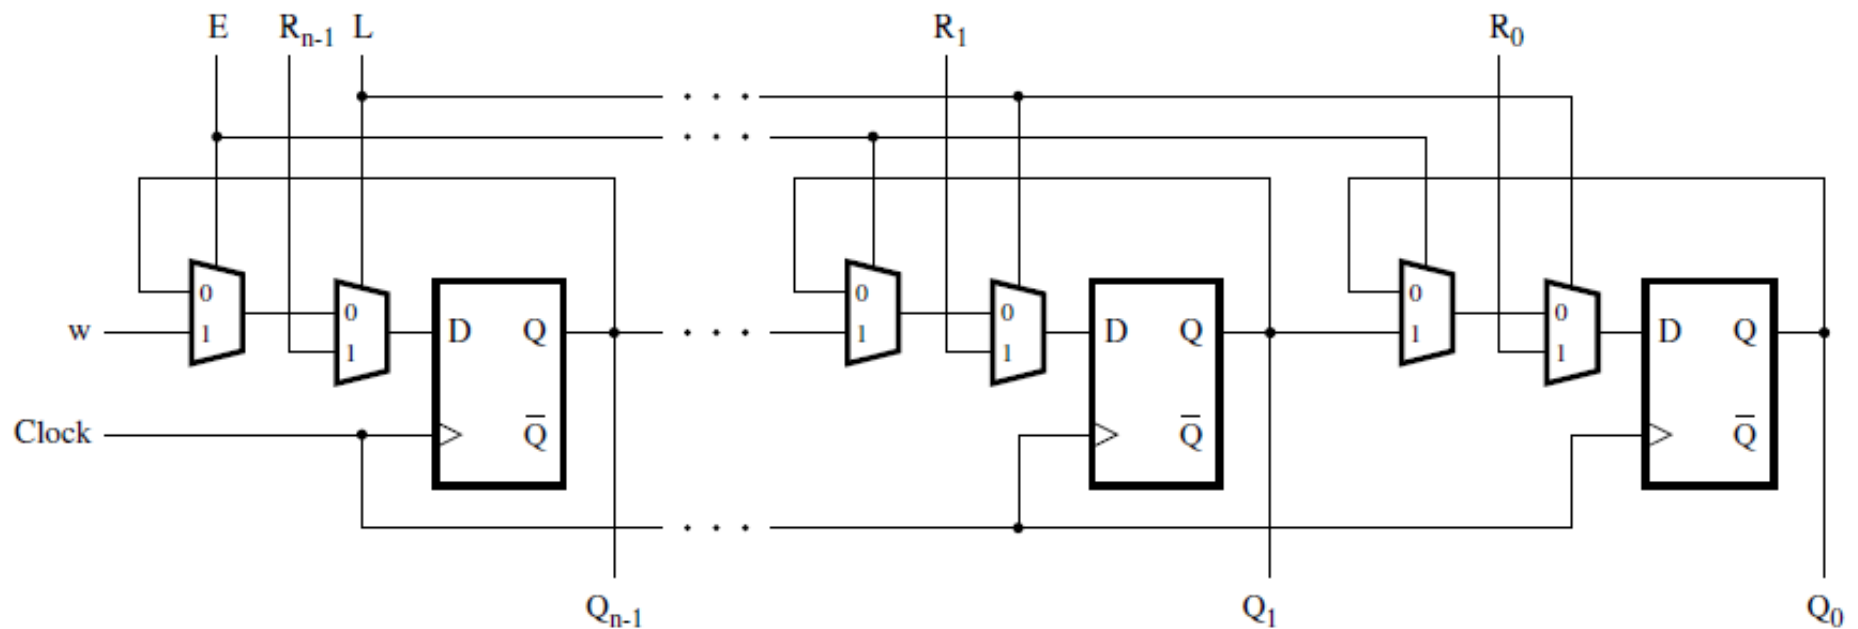 E R_{n-1} L R_1 R_0
0 0 0
0 0 0
w 1 1 D Q 1 1 D Q 1 1 D Q
Clock Q̅ Q̅ Q̅
Q_{n-1} Q_1 Q_0